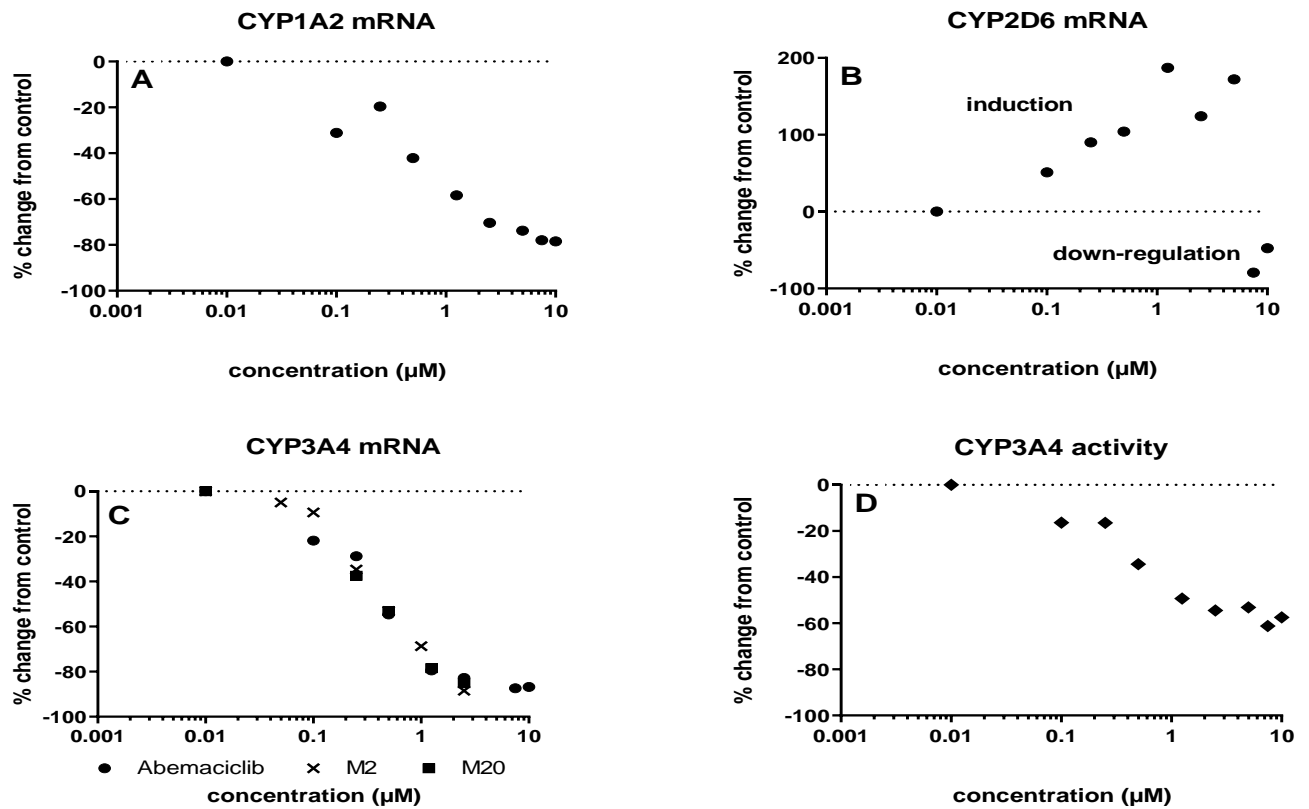 CYP1A2 mRNA
A
% change from control
0
-20
-40
-60
-80
-100
0.001 0.01 0.1 1 10
concentration (µM)
CYP2D6 mRNA
B
% change from control
200
100
0
-100
induction
down-regulation
0.001 0.01 0.1 1 10
concentration (µM)
CYP3A4 mRNA
C
% change from control
0
-20
-40
-60
-80
-100
0.001 0.01 0.1 1 10
Abemaciclib M2 M20
concentration (µM)
CYP3A4 activity
D
% change from control
0
-20
-40
-60
-80
-100
0.001 0.01 0.1 1 10
concentration (µM)